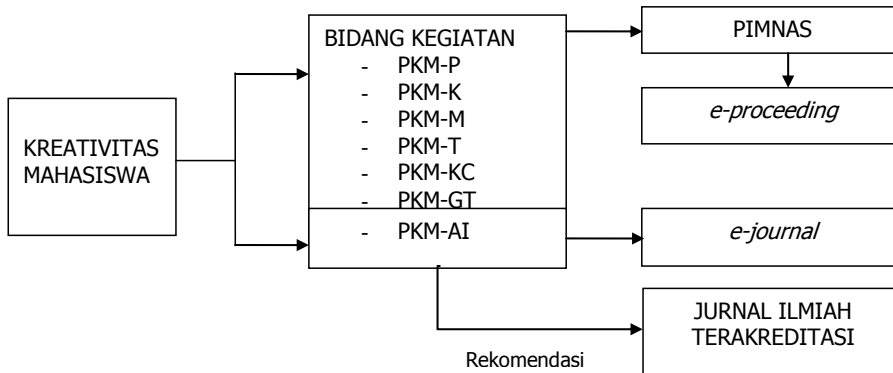 KREATIVITAS
MAHASISWA
BIDANG KEGIATAN
- PKM-P
- PKM-K
- PKM-M
- PKM-T
- PKM-KC
- PKM-GT
- PKM-AI
PIMNAS
e-proceeding
e-journal
JURNAL ILMIAH
TERAKREDITASI
Rekomendasi